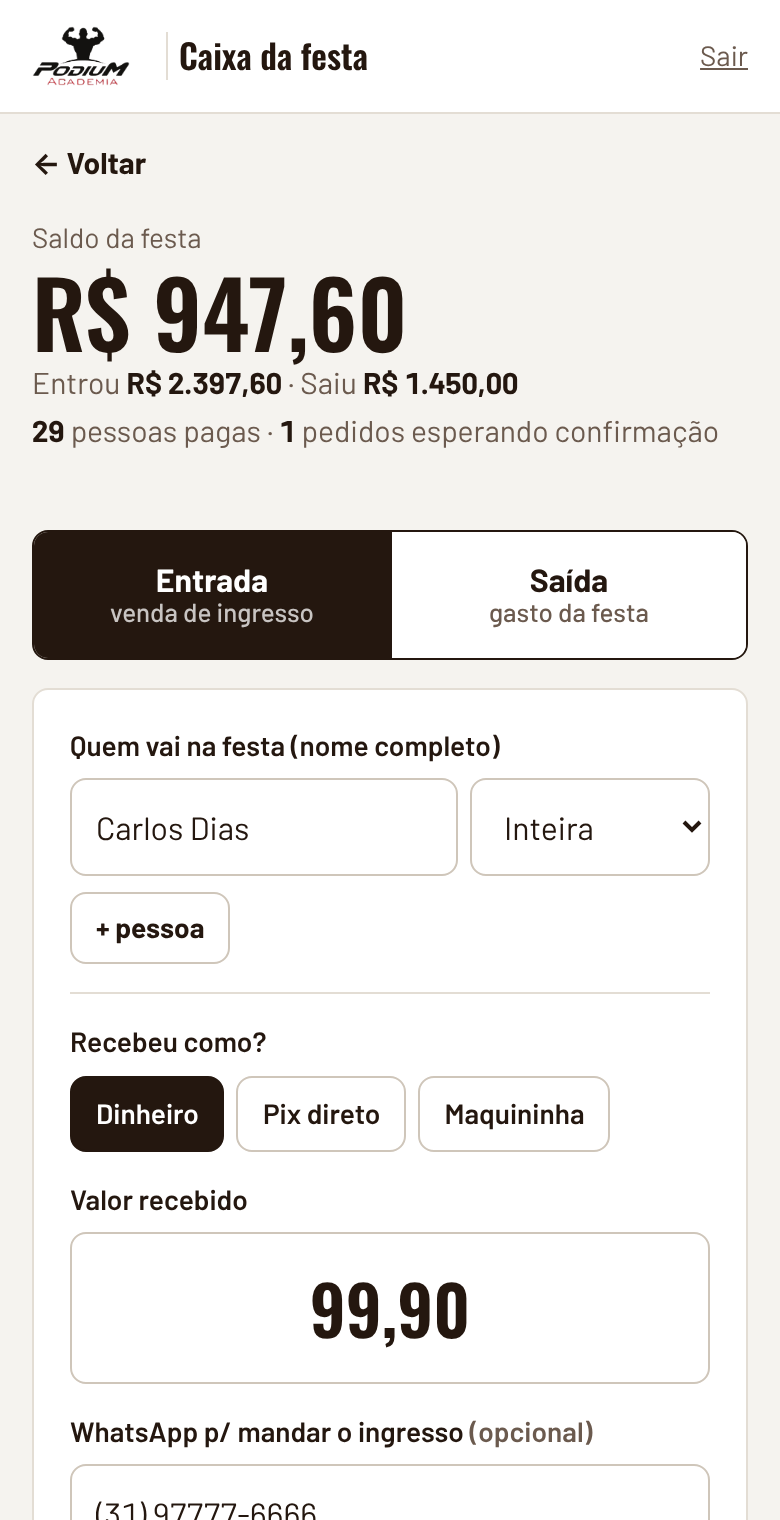 PODIUM
ACADEMIA
Caixa da festa
Sair
← Voltar
Saldo da festa
R$ 947,60
Entrou R$ 2.397,60 · Saiu R$ 1.450,00
29 pessoas pagas · 1 pedidos esperando confirmação
Entrada
venda de ingresso
Saída
gasto da festa
Quem vai na festa (nome completo)
Carlos Dias
Inteira
+ pessoa
Recebeu como?
Dinheiro
Pix direto
Maquininha
Valor recebido
99,90
WhatsApp p/ mandar o ingresso (opcional)
(31) 97777-6666